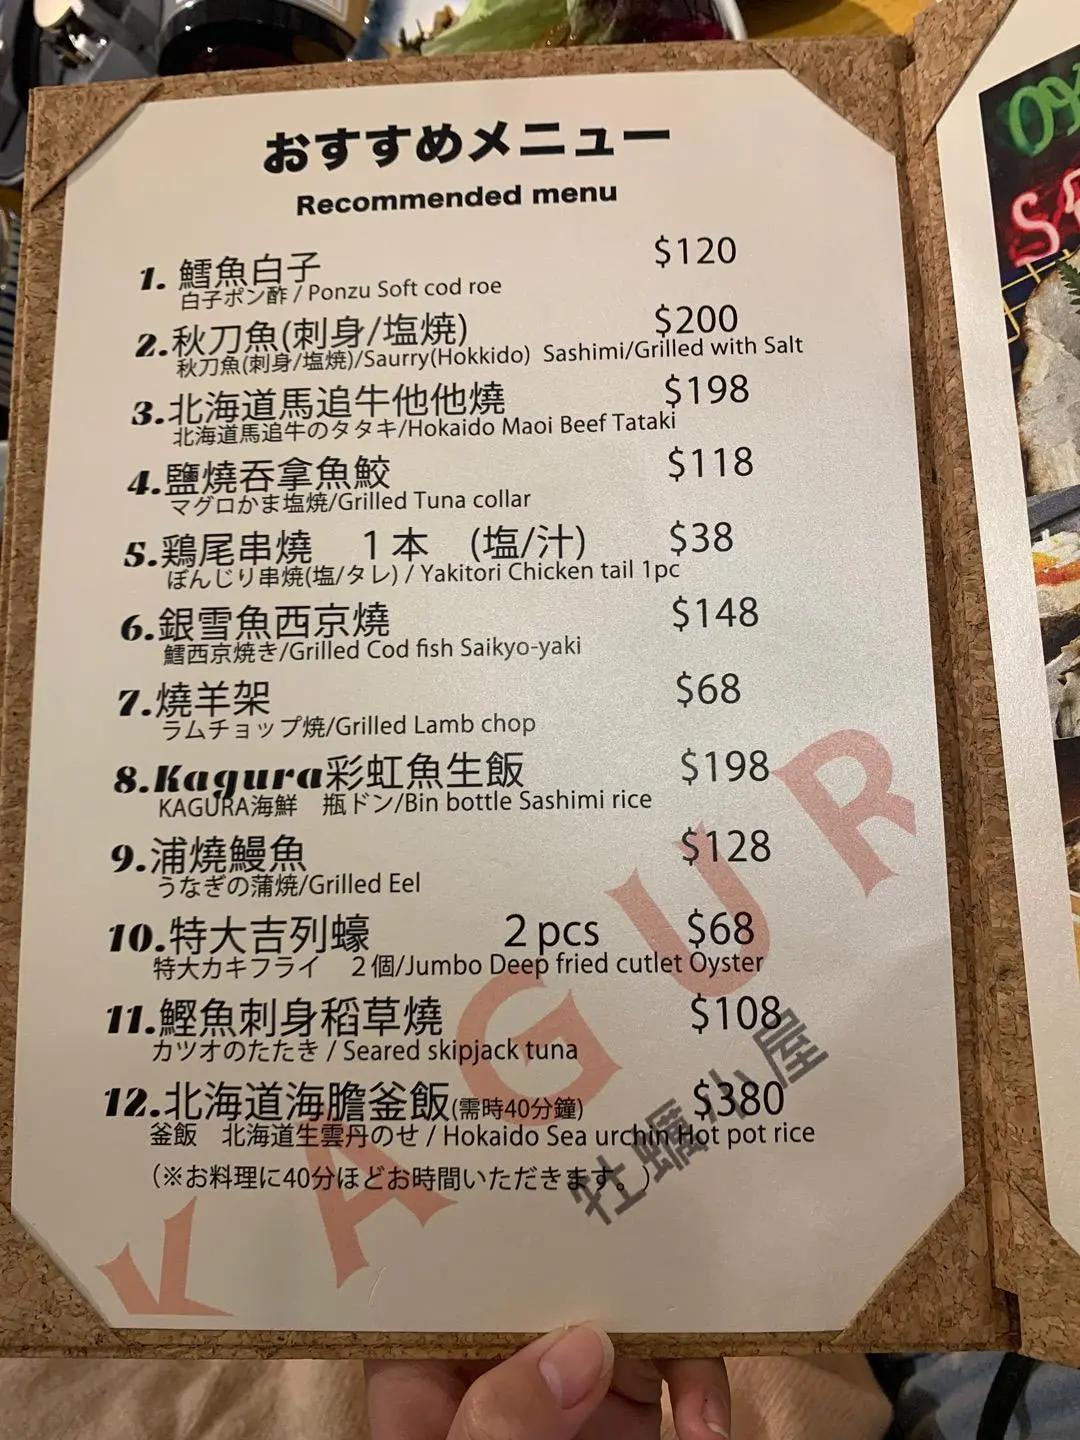 おすすめメニュー
Recommended menu
1. 鱈魚白子 $120
白子ポン酢 / Ponzu Soft cod roe
2.秋刀魚(刺身/塩焼) $200
秋刀魚(刺身/塩焼)/Saurry(Hokkido) Sashimi/Grilled with Salt
3.北海道馬追牛他他燒 $198
北海道馬追牛のタタキ/Hokaido Maoi Beef Tataki
4.鹽燒吞拿魚鮫 $118
マグロかま塩焼/Grilled Tuna collar
5.鶏尾串燒 1本 (塩/汁) $38
ぼんじり串焼(塩/タレ) / Yakitori Chicken tail 1pc
6.銀雪魚西京燒 $148
鱈西京焼き/Grilled Cod fish Saikyo-yaki
7.燒羊架 $68
ラムチョップ焼/Grilled Lamb chop
8.Kagura彩虹魚生飯 $198
KAGURA海鮮 瓶ドン/Bin bottle Sashimi rice
9.浦燒鰻魚 $128
うなぎの蒲焼/Grilled Eel
10.特大吉列蠔 2 pcs $68
特大カキフライ 2個/Jumbo Deep fried cutlet Oyster
11.鰹魚刺身稻草燒 $108
カツオのたたき / Seared skipjack tuna
12.北海道海膽釜飯(需時40分鐘) $380
釜飯 北海道生雲丹のせ / Hokaido Sea urchin Hot pot rice
(※お料理に40分ほどお時間いただきます。)
KAGUR
牡蠣小屋